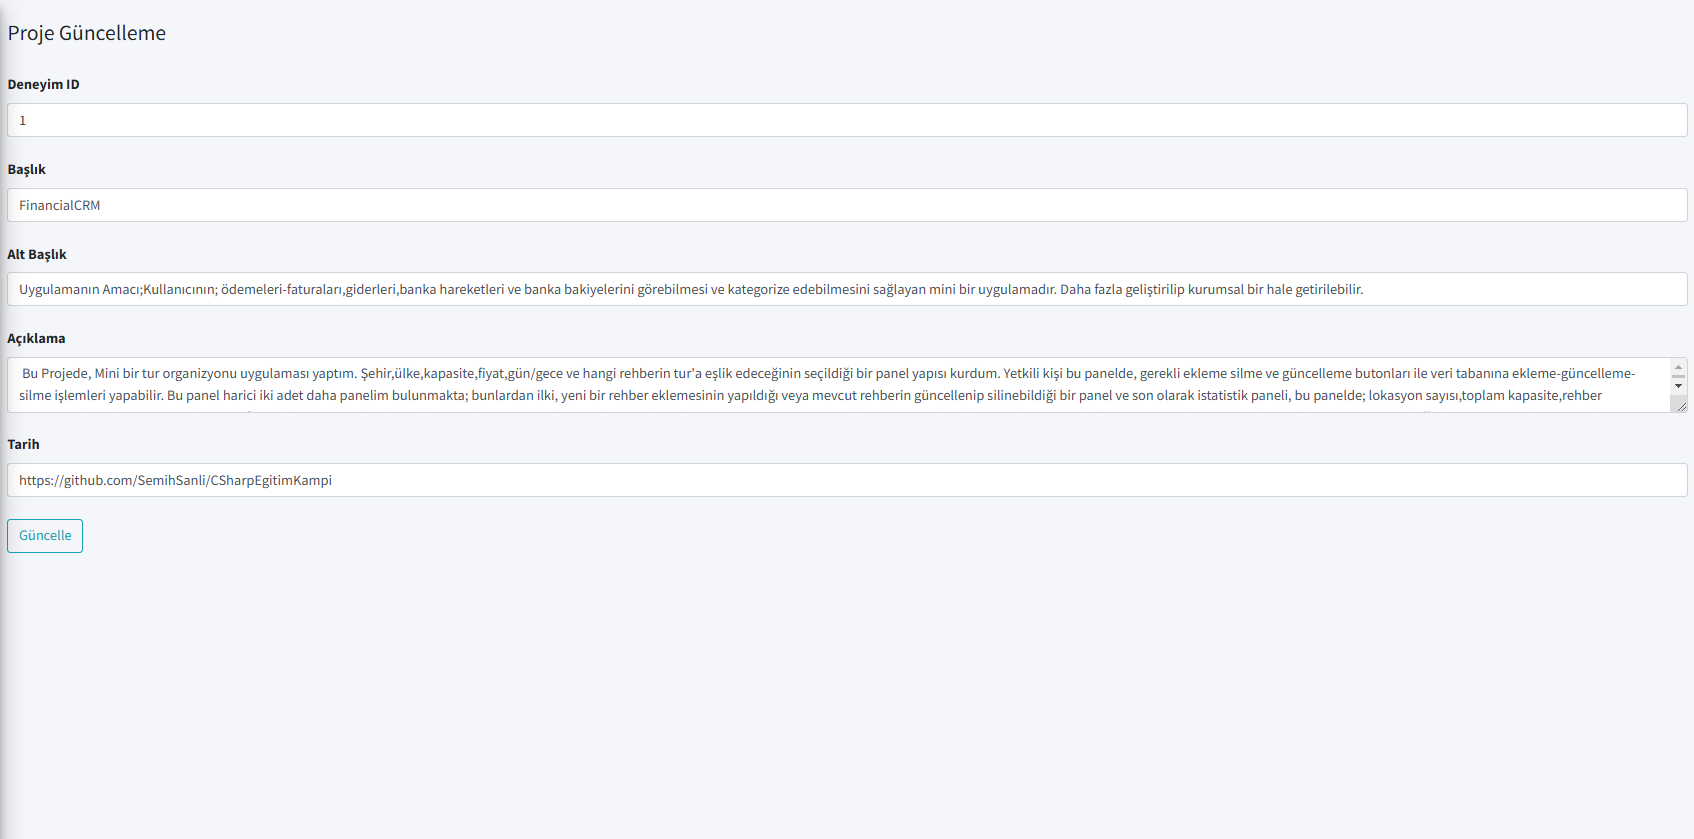 Proje Güncelleme
Deneyim ID
1
Başlık
FinancialCRM
Alt Başlık
Uygulamanın Amacı;Kullanıcının; ödemeleri-faturaları,giderleri,banka hareketleri ve banka bakiyelerini görebilmesi ve kategorize edebilmesini sağlayan mini bir uygulamadır. Daha fazla geliştirilip kurumsal bir hale getirilebilir.
Açıklama
Bu Projede, Mini bir tur organizyonu uygulaması yaptım. Şehir,ülke,kapasite,fiyat,gün/gece ve hangi rehberin tur'a eşlik edeceğinin seçildiği bir panel yapısı kurdum. Yetkili kişi bu panelde, gerekli ekleme silme ve güncelleme butonları ile veri tabanına ekleme-güncelleme-
silme işlemleri yapabilir. Bu panel harici iki adet daha panelim bulunmakta; bunlardan ilki, yeni bir rehber eklemesinin yapıldığı veya mevcut rehberin güncellenip silinebildiği bir panel ve son olarak istatistik paneli, bu panelde; lokasyon sayısı,toplam kapasite,rehber
Tarih
https://github.com/SemihSanli/CSharpEgitimKampi
Güncelle